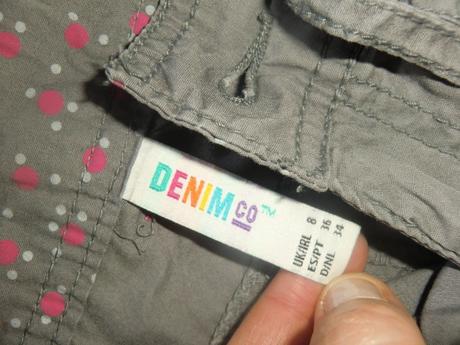 DENIM CO™
UK/IRL 8
ES/PT 36
D/NL 34